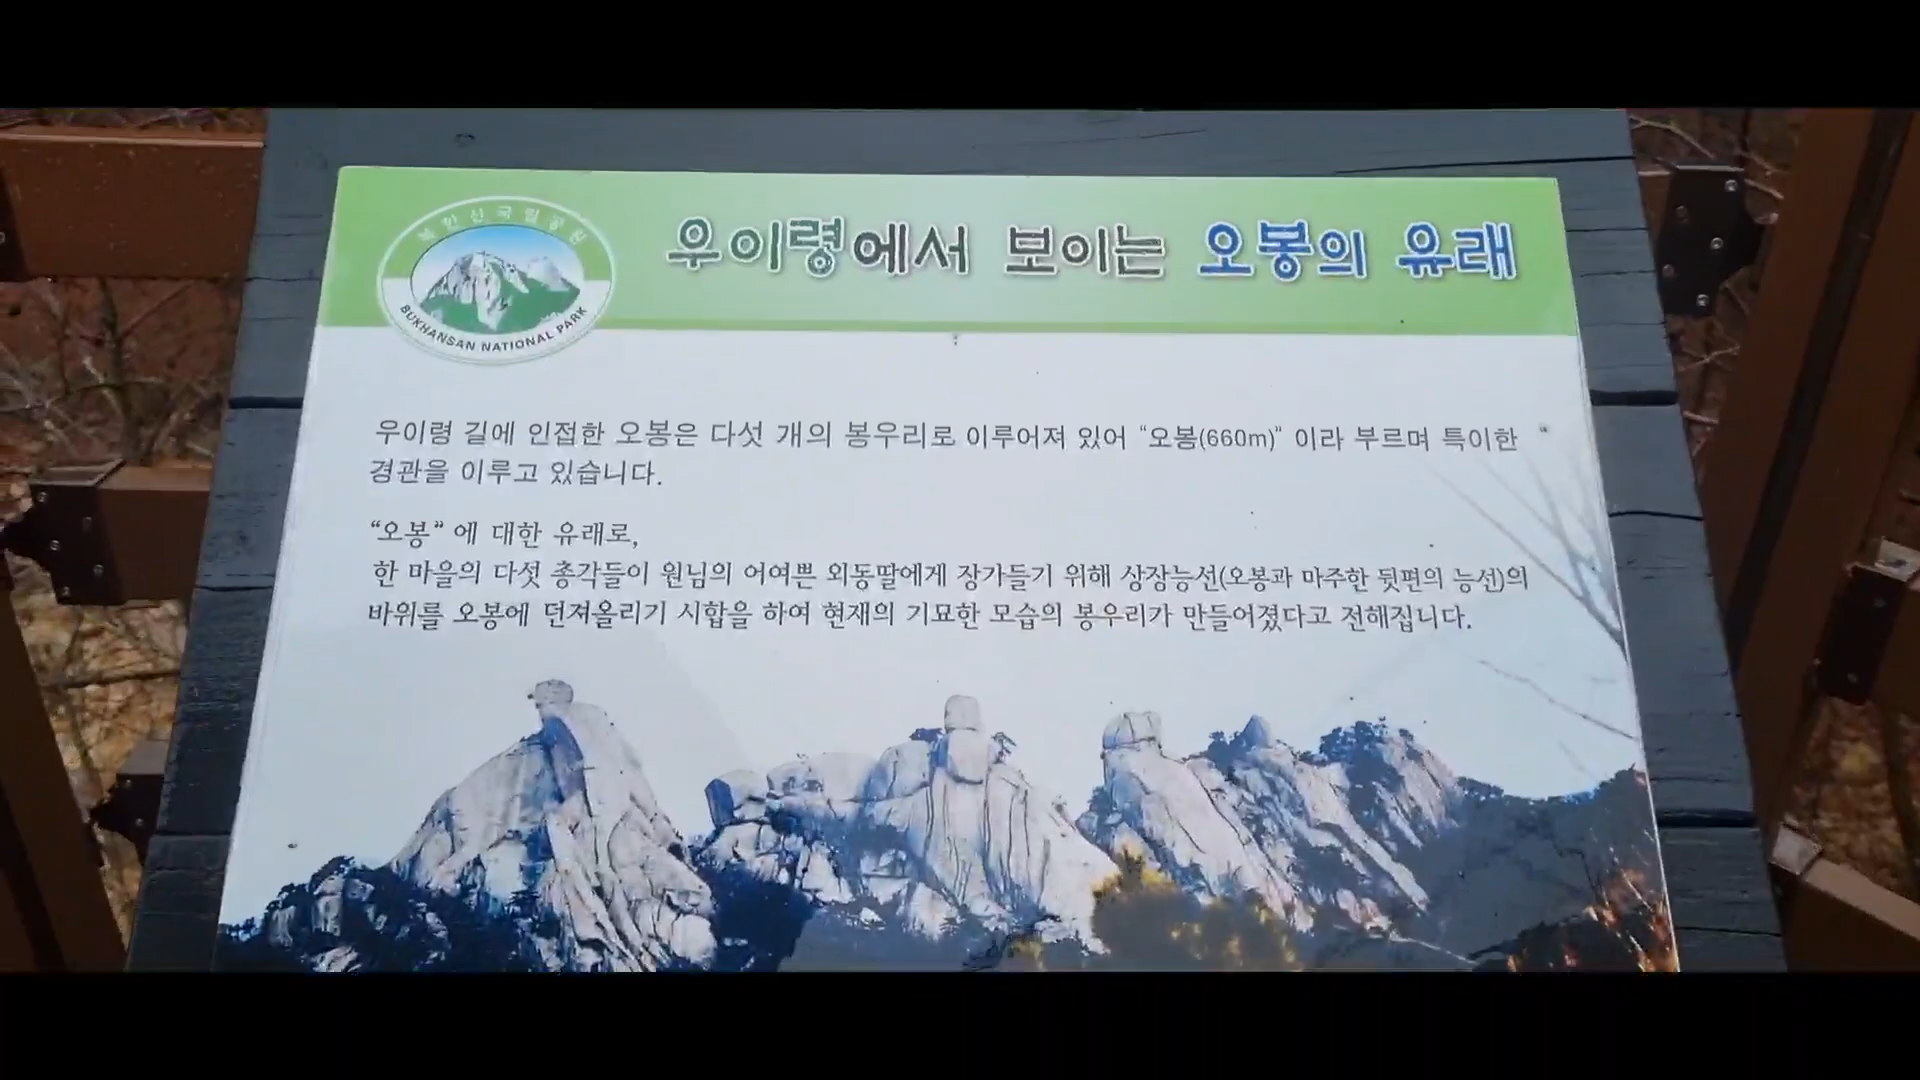 북한산국립공원
BUKHANSAN NATIONAL PARK
우이령에서 보이는 오봉의 유래
우이령 길에 인접한 오봉은 다섯 개의 봉우리로 이루어져 있어 “오봉(660m)” 이라 부르며 특이한
경관을 이루고 있습니다.
“오봉” 에 대한 유래로,
한 마을의 다섯 총각들이 원님의 어여쁜 외동딸에게 장가들기 위해 상장능선(오봉과 마주한 뒷편의 능선)의
바위를 오봉에 던져올리기 시합을 하여 현재의 기묘한 모습의 봉우리가 만들어졌다고 전해집니다.